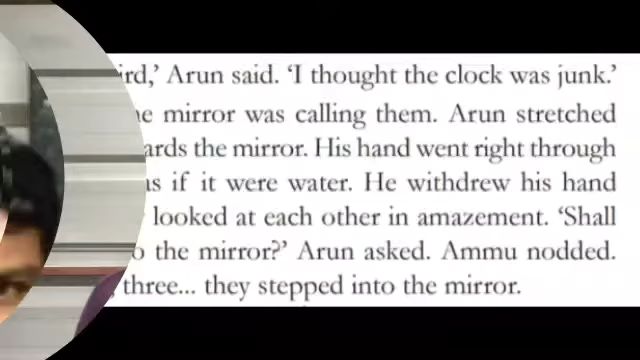 Arun said. ‘I thought the clock was junk.’
mirror was calling them. Arun stretched
the mirror. His hand went right through
if it were water. He withdrew his hand
looked at each other in amazement. ‘Shall
the mirror?’ Arun asked. Ammu nodded.
three... they stepped into the mirror.